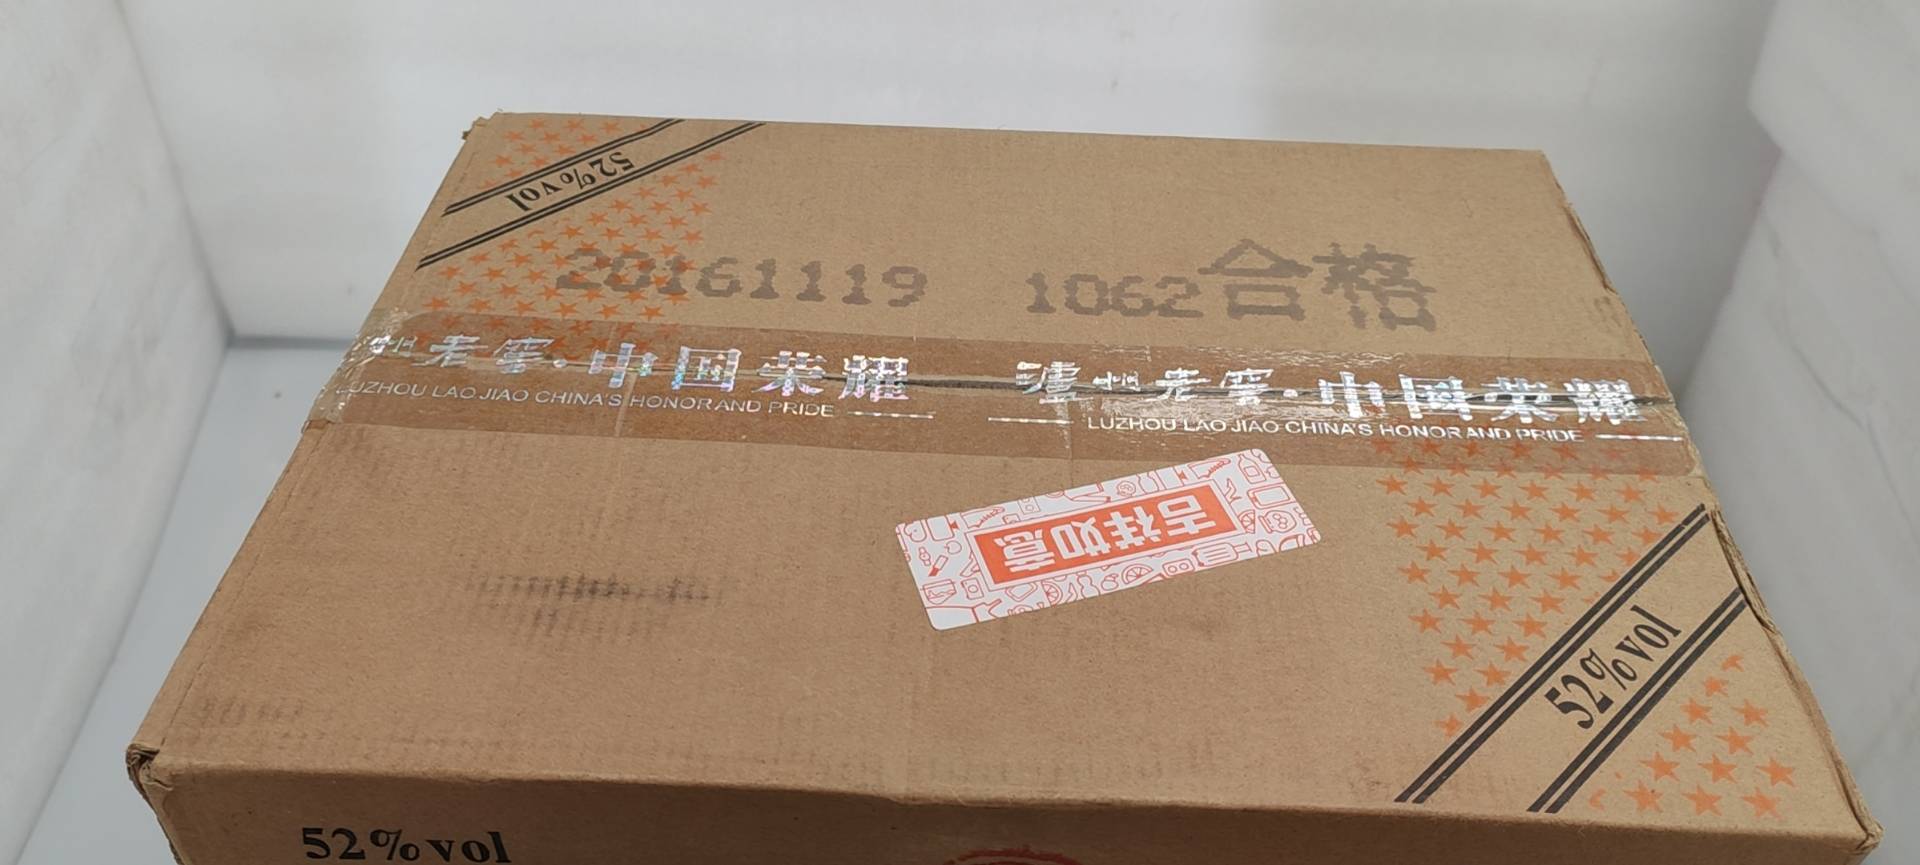 52%vol
20161119 1062合格
州老窖·中国荣耀 泸州老窖·中国荣耀
LUZHOU LAO JIAO CHINA'S HONOR AND PRIDE LUZHOU LAO JIAO CHINA'S HONOR AND PRIDE
吉祥如意
52%vol
52%vol